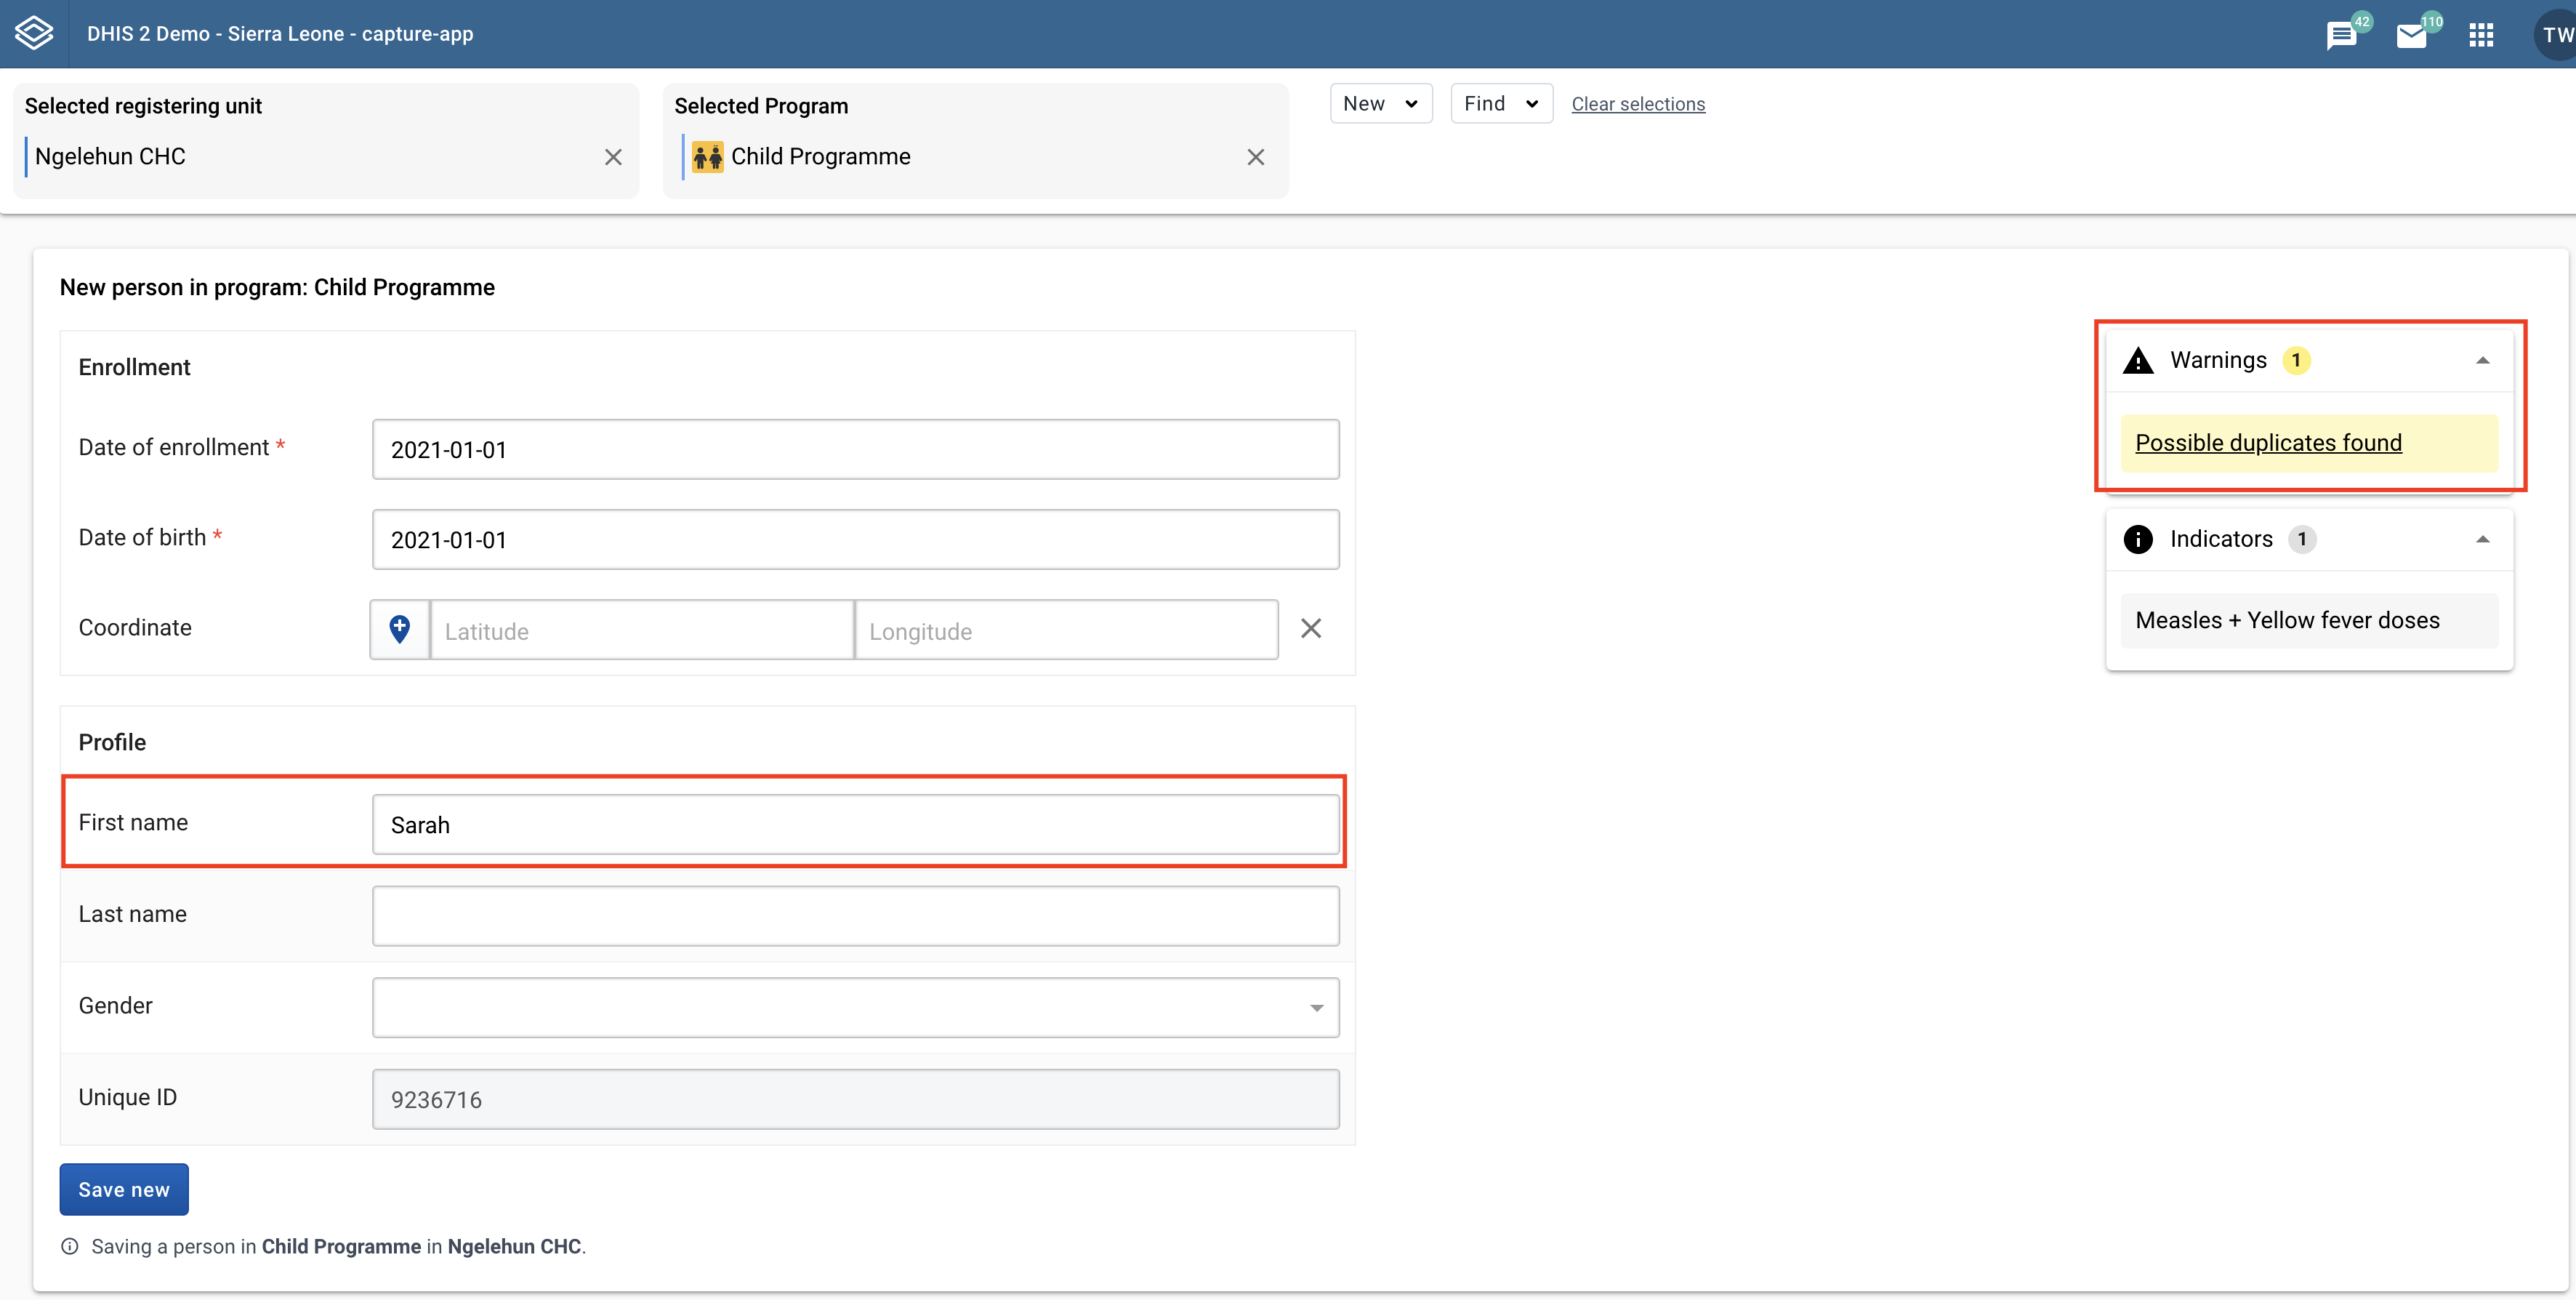 DHIS 2 Demo - Sierra Leone - capture-app
42
110
TW
Selected registering unit
Ngelehun CHC
Selected Program
Child Programme
New
Find
Clear selections
New person in program: Child Programme
Enrollment
Date of enrollment *
2021-01-01
Date of birth *
2021-01-01
Coordinate
Latitude
Longitude
Warnings 1
Possible duplicates found
Indicators 1
Measles + Yellow fever doses
Profile
First name
Sarah
Last name
Gender
Unique ID
9236716
Save new
Saving a person in Child Programme in Ngelehun CHC.